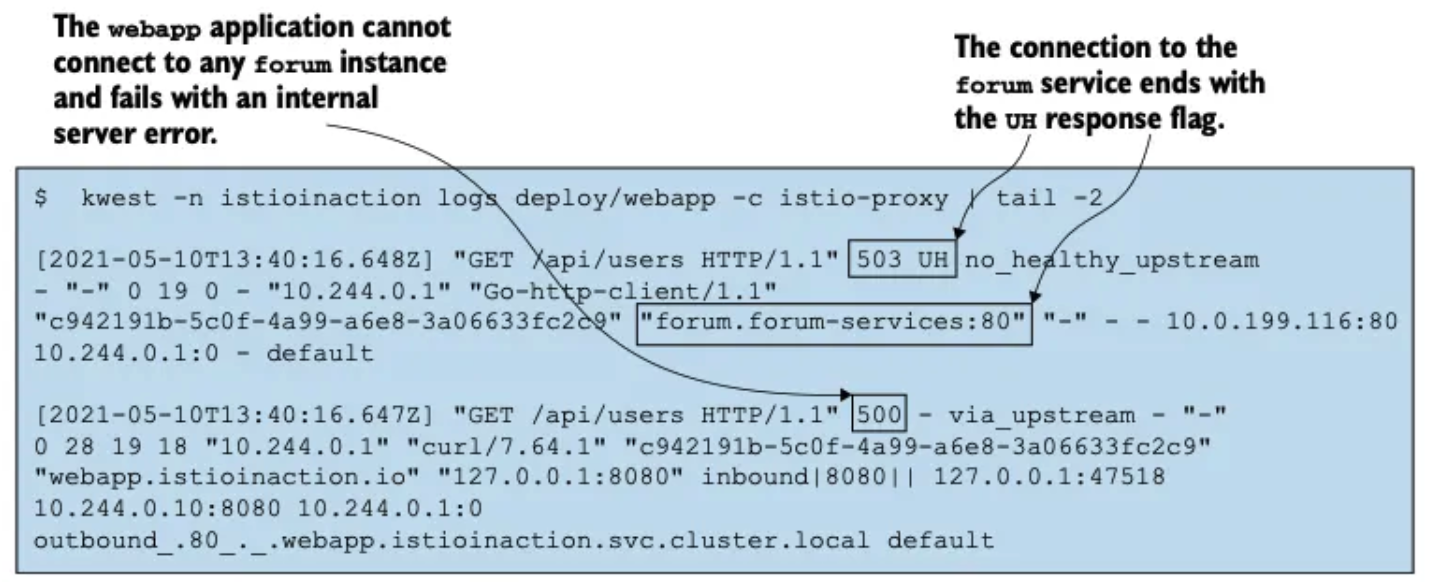 The webapp application cannot
connect to any forum instance
and fails with an internal
server error.
The connection to the
forum service ends with
the UH response flag.
$  kwest -n istioinaction logs deploy/webapp -c istio-proxy | tail -2
[2021-05-10T13:40:16.648Z] "GET /api/users HTTP/1.1" 503 UH no_healthy_upstream
- "-" 0 19 0 - "10.244.0.1" "Go-http-client/1.1"
"c942191b-5c0f-4a99-a6e8-3a06633fc2c9" "forum.forum-services:80" "-" - - 10.0.199.116:80
10.244.0.1:0 - default
[2021-05-10T13:40:16.647Z] "GET /api/users HTTP/1.1" 500 - via_upstream - "-"
0 28 19 18 "10.244.0.1" "curl/7.64.1" "c942191b-5c0f-4a99-a6e8-3a06633fc2c9"
"webapp.istioinaction.io" "127.0.0.1:8080" inbound|8080|| 127.0.0.1:47518
10.244.0.10:8080 10.244.0.1:0
outbound_.80_._.webapp.istioinaction.svc.cluster.local default